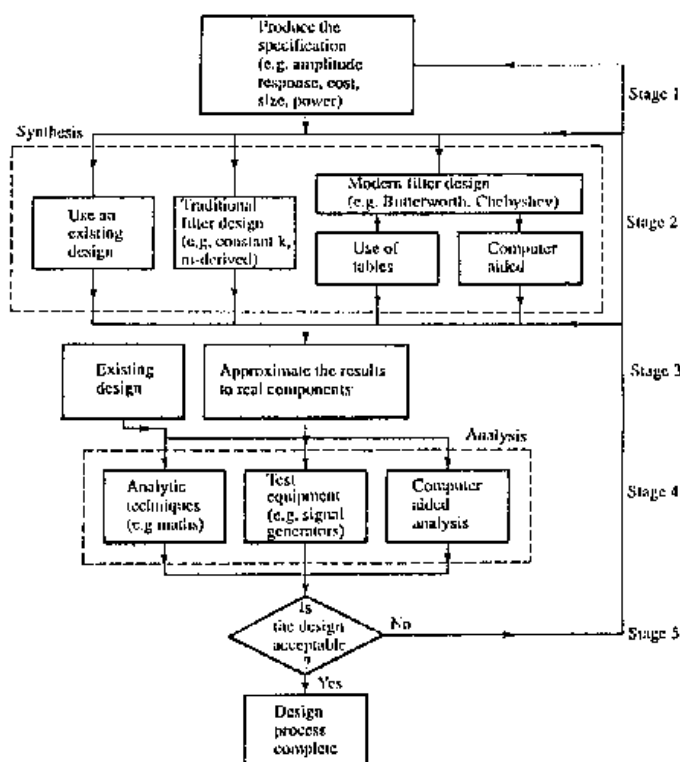 Produce the
specification
(e.g. amplitude
response, cost,
size, power)
Stage 1
Synthesis
Use an
existing
design
Traditional
filter design
(e.g. constant k,
m-derived)
Modern filter design
(e.g. Butterworth, Chebyshev)
Use of
tables
Computer
aided
Stage 2
Existing
design
Approximate the results
to real components
Stage 3
Analysis
Analytic
techniques
(e.g maths)
Test
equipment
(e.g. signal
generators)
Computer
aided
analysis
Stage 4
Is
the design
acceptable
?
No
Stage 5
Yes
Design
process
complete